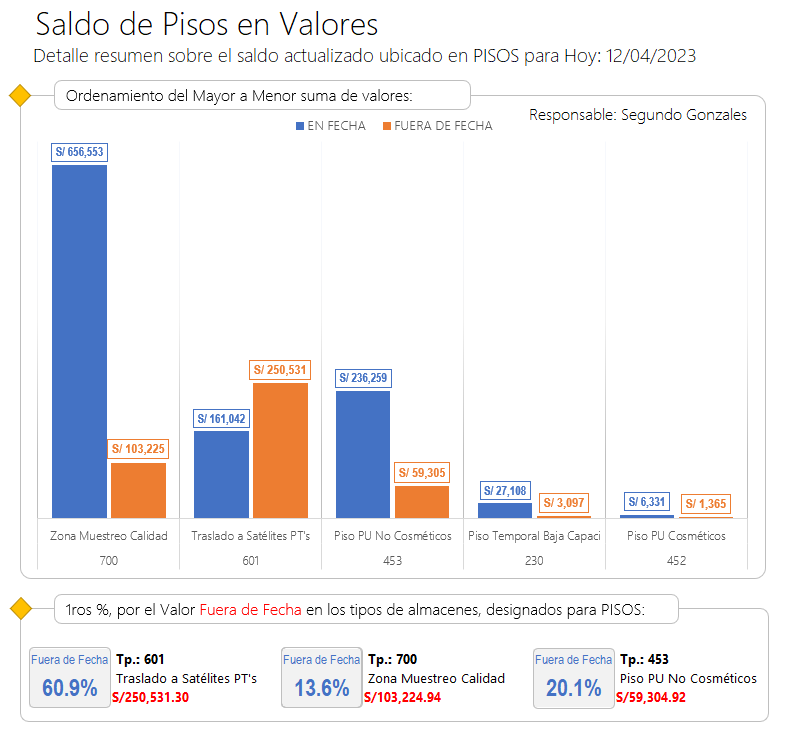 Saldo de Pisos en Valores
Detalle resumen sobre el saldo actualizado ubicado en PISOS para Hoy: 12/04/2023
Ordenamiento del Mayor a Menor suma de valores:
Responsable: Segundo Gonzales
EN FECHA FUERA DE FECHA
S/ 656,553
S/ 103,225
S/ 161,042
S/ 250,531
S/ 236,259
S/ 59,305
S/ 27,108
S/ 3,097
S/ 6,331
S/ 1,365
Zona Muestreo Calidad Traslado a Satélites PT's Piso PU No Cosméticos Piso Temporal Baja Capaci Piso PU Cosméticos
700 601 453 230 452
1ros %, por el Valor Fuera de Fecha en los tipos de almacenes, designados para PISOS:
Fuera de Fecha
60.9%
Tp.: 601
Traslado a Satélites PT's
S/250,531.30
Fuera de Fecha
13.6%
Tp.: 700
Zona Muestreo Calidad
S/103,224.94
Fuera de Fecha
20.1%
Tp.: 453
Piso PU No Cosméticos
S/59,304.92